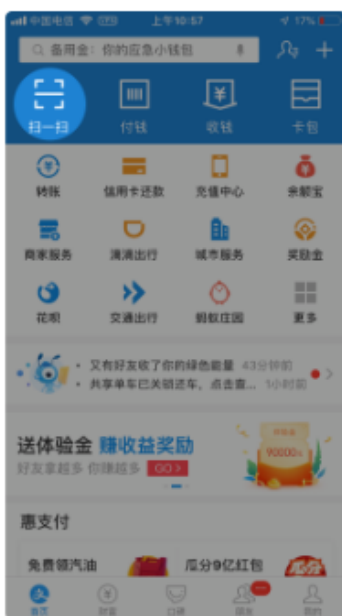 中国电信 上午10:57 17%
备用金：你的应急小钱包
扫一扫 付钱 收钱 卡包
转账 信用卡还款 充值中心 余额宝
商家服务 滴滴出行 城市服务 奖励金
花呗 交通出行 蚂蚁庄园 更多
又有好友收了你的绿色能量 43分钟前
共享单车已关锁还车，点击查... 1小时前
送体验金 赚收益奖励
好友拿越多 你赚越多 GO>
惠支付
免费领汽油 瓜分9亿红包 瓜分
首页 财富 口碑 朋友 我的